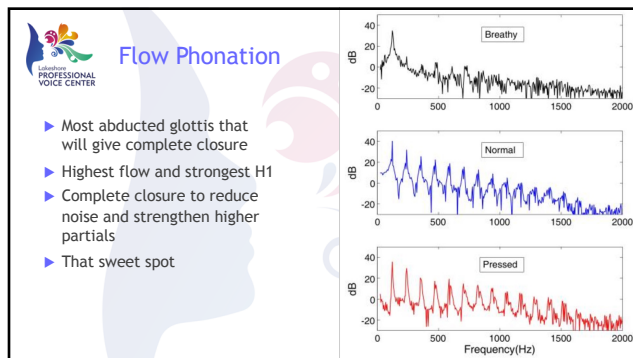 Lakeshore
PROFESSIONAL
VOICE CENTER
Flow Phonation
Most abducted glottis that
will give complete closure
Highest flow and strongest H1
Complete closure to reduce
noise and strengthen higher
partials
That sweet spot
Breathy
dB
40
20
0
-20
0 500 1000 1500 2000
Normal
dB
40
20
0
-20
0 500 1000 1500 2000
Pressed
dB
40
20
0
-20
0 500 1000 1500 2000
Frequency(Hz)